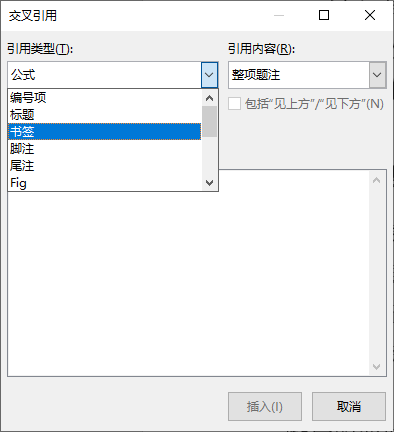 交叉引用
引用类型(T):
引用内容(R):
公式
整项题注
编号项
标题
书签
脚注
尾注
Fig
包括“见上方”/“见下方”(N)
插入(I)
取消